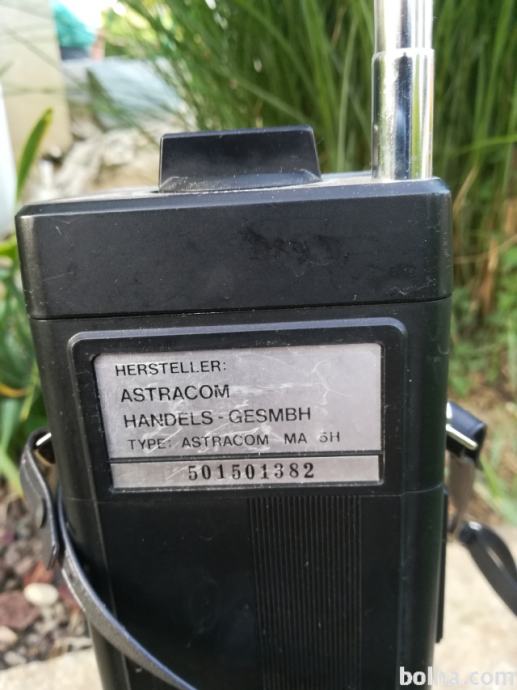 HERSTELLER:
ASTRACOM
HANDELS-GESMBH
TYPE: ASTRACOM MA 5H
501501382
bolha.com